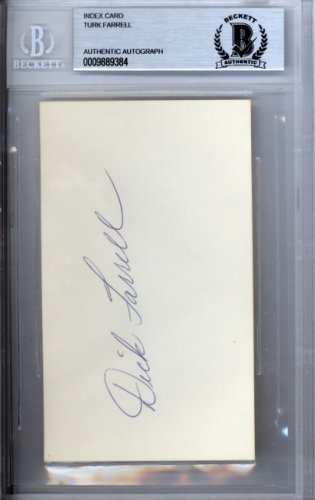 BECKETT
INDEX CARD
TURK FARRELL
AUTHENTIC AUTOGRAPH
0009889384
BECKETT
AUTHENTIC
Dick Farrell